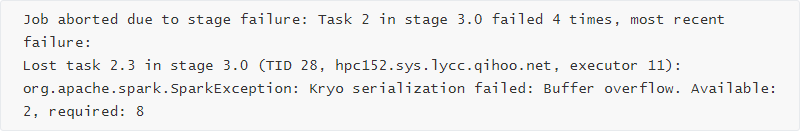 Job aborted due to stage failure: Task 2 in stage 3.0 failed 4 times, most recent
failure:
Lost task 2.3 in stage 3.0 (TID 28, hpc152.sys.lycc.qihoo.net, executor 11):
org.apache.spark.SparkException: Kryo serialization failed: Buffer overflow. Available:
2, required: 8